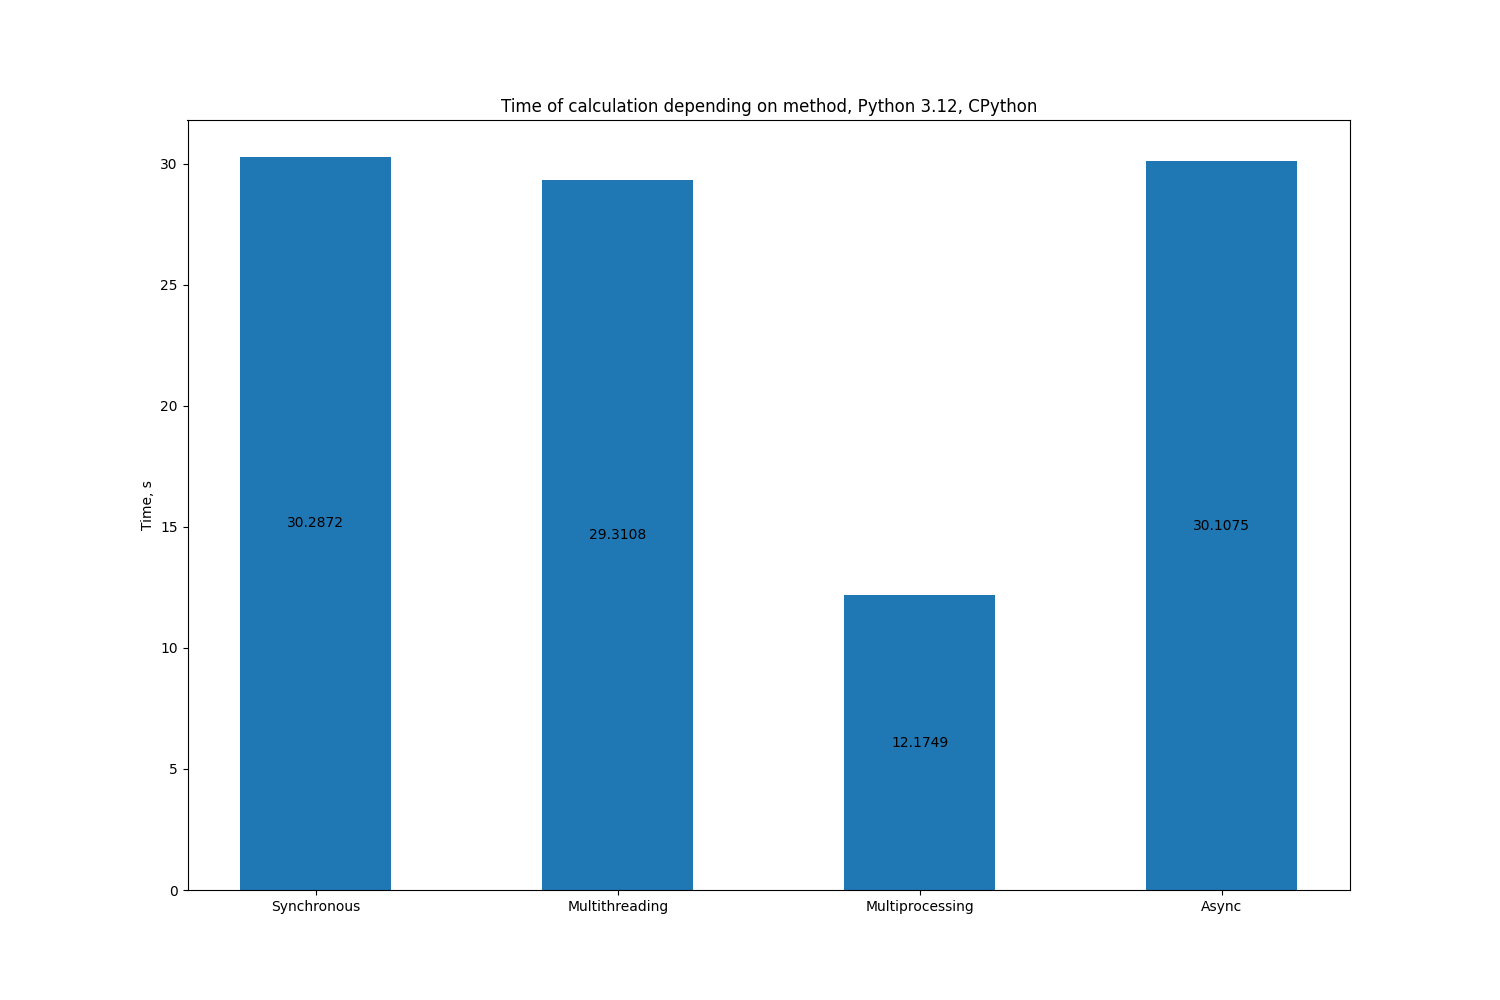 Time of calculation depending on method, Python 3.12, CPython
Time, s
30
25
20
15
10
5
0
30.2872
29.3108
12.1749
30.1075
Synchronous
Multithreading
Multiprocessing
Async